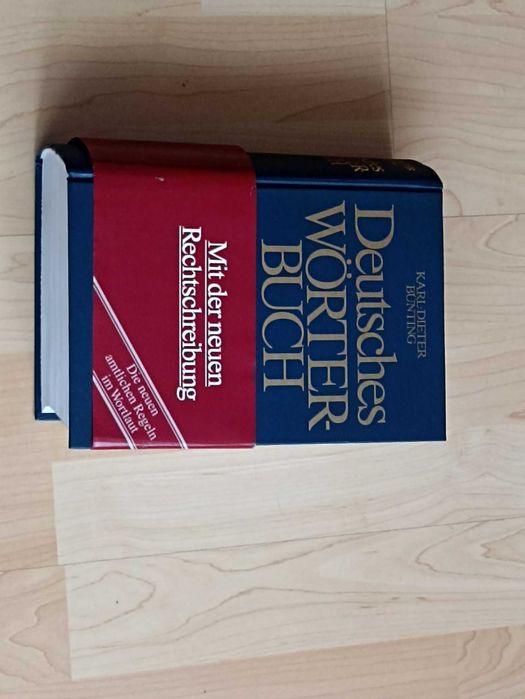 KARL-DIETER
BÜNTING
Deutsches
WÖRTER-
BUCH
Mit der neuen
Rechtschreibung
Die neuen
amtlichen Regeln
im Wortlaut